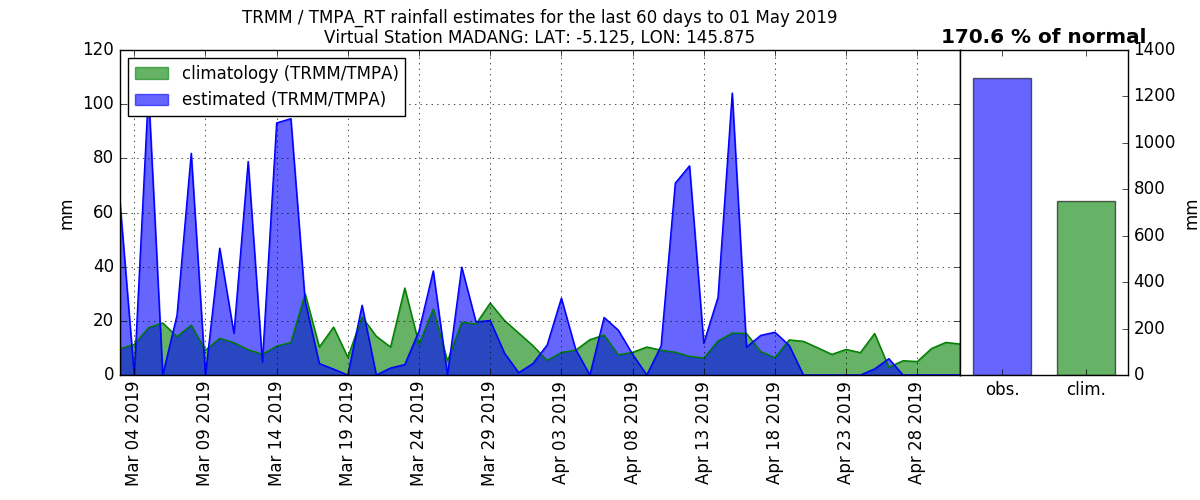 TRMM / TMPA_RT rainfall estimates for the last 60 days to 01 May 2019
Virtual Station MADANG: LAT: -5.125, LON: 145.875
170.6 % of normal
climatology (TRMM/TMPA)
estimated (TRMM/TMPA)
mm
120
100
80
60
40
20
0
Mar 04 2019
Mar 09 2019
Mar 14 2019
Mar 19 2019
Mar 24 2019
Mar 29 2019
Apr 03 2019
Apr 08 2019
Apr 13 2019
Apr 18 2019
Apr 23 2019
Apr 28 2019
1400
1200
1000
800
600
400
200
0
mm
obs.
clim.